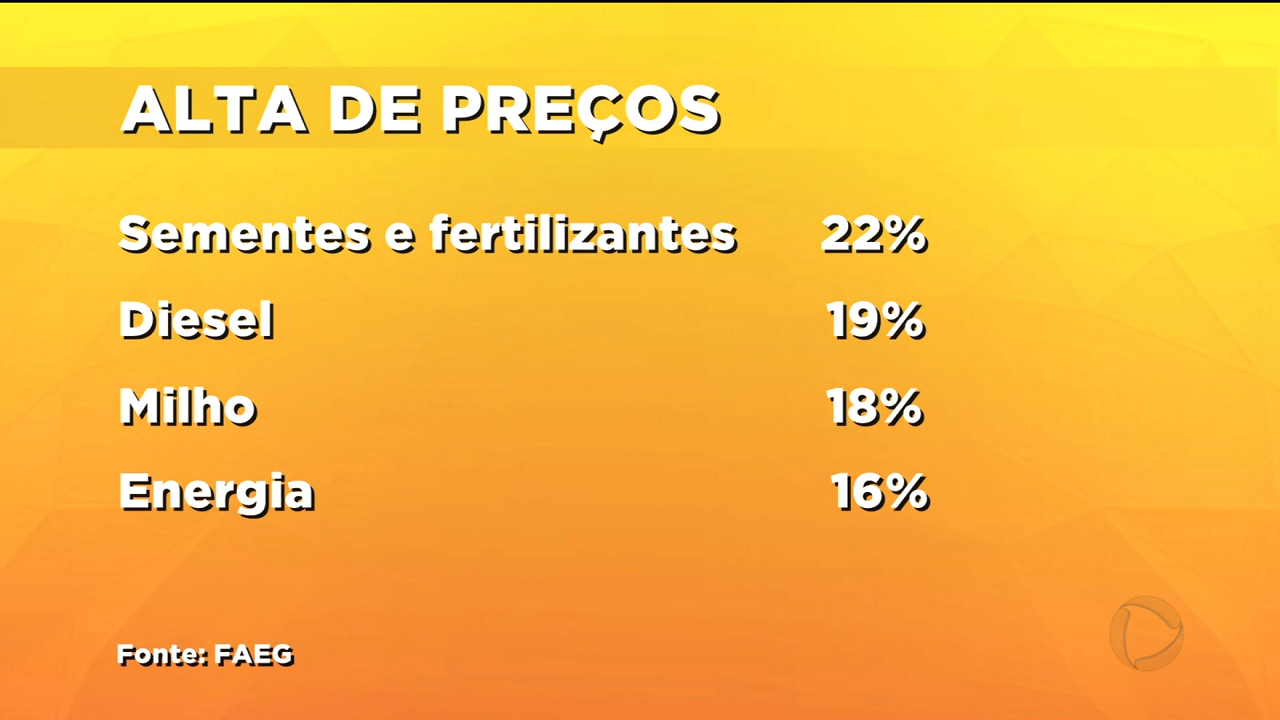 ALTA DE PREÇOS
Sementes e fertilizantes 22%
Diesel 19%
Milho 18%
Energia 16%
Fonte: FAEG